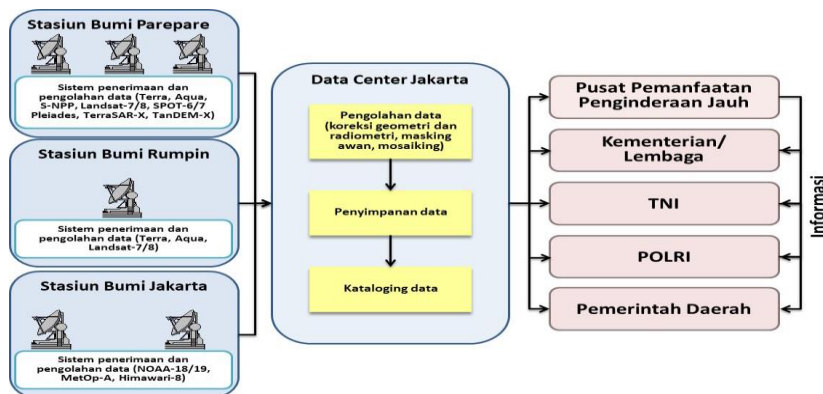 Stasiun Bumi Parepare
Sistem penerimaan dan
pengolahan data (Terra, Aqua,
S-NPP, Landsat-7/8, SPOT-6/7
Pleiades, TerraSAR-X, TanDEM-X)
Stasiun Bumi Rumpin
Sistem penerimaan dan
pengolahan data (Terra, Aqua,
Landsat-7/8)
Stasiun Bumi Jakarta
Sistem penerimaan dan
pengolahan data (NOAA-18/19,
MetOp-A, Himawari-8)
Data Center Jakarta
Pengolahan data
(koreksi geometri dan
radiometri, masking
awan, mosaiking)
Penyimpanan data
Kataloging data
Pusat Pemanfaatan
Penginderaan Jauh
Kementerian/
Lembaga
TNI
POLRI
Pemerintah Daerah
Informasi